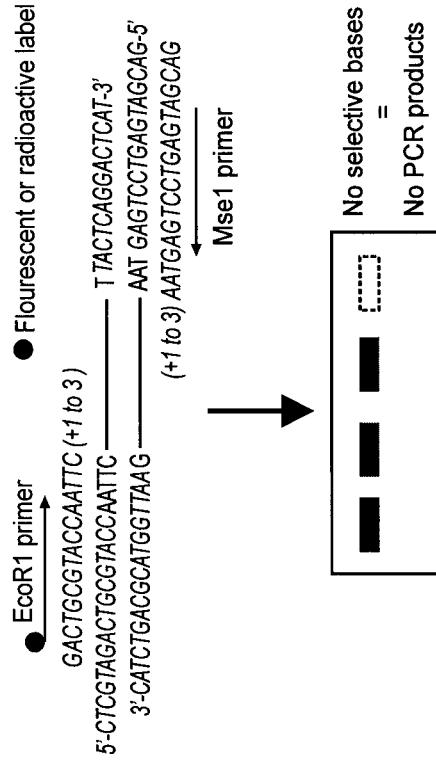 EcoR1 primer
Flourescent or radioactive label
GACTGCGTACCAATTC (+1 to 3)
5'-CTCGTAGACTGCGTACCAATTC T TACTCAGGACTCAT-3'
3'-CATCTGACGCATGGTTAAG AAT GAGTCCTGAGTAGCAG-5'
(+1 to 3) AATGAGTCCTGAGTAGCAG
Mse1 primer
No selective bases
=
No PCR products